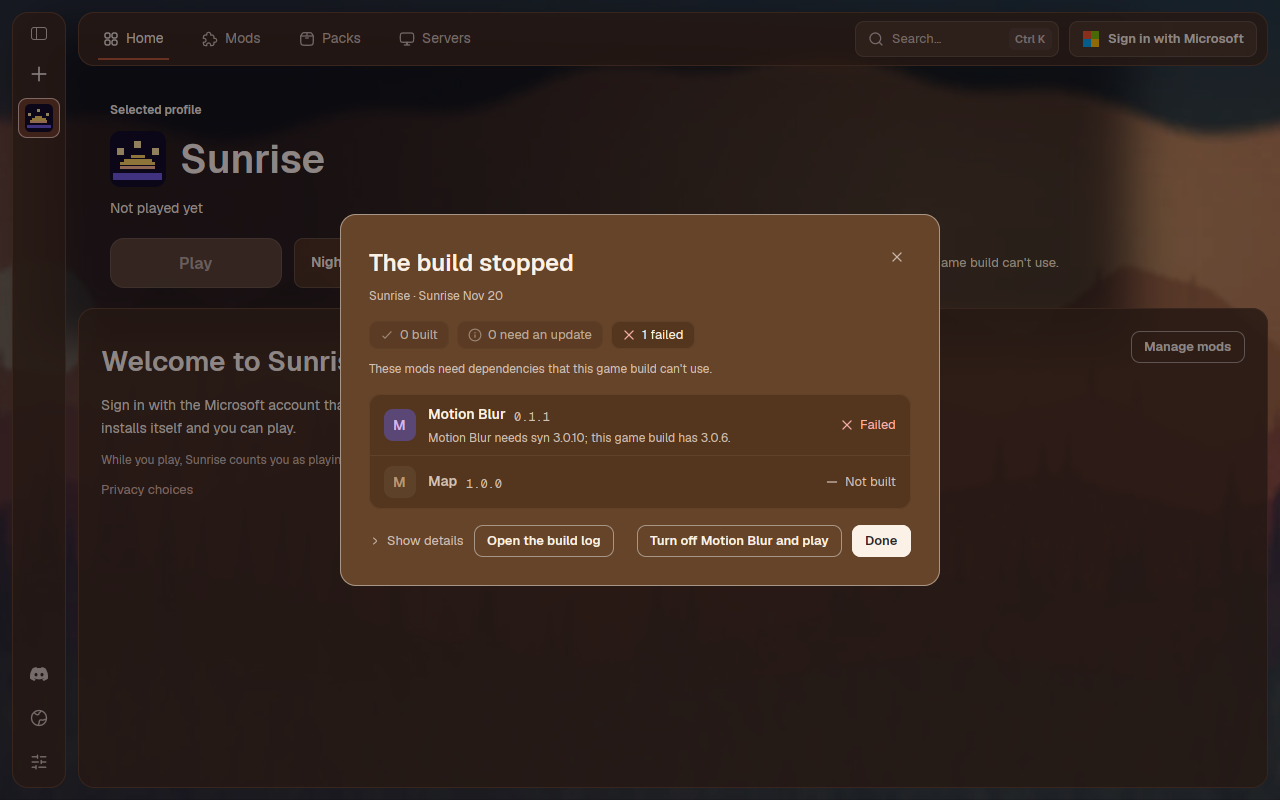 Home
Mods
Packs
Servers
Search...
Ctrl K
Sign in with Microsoft
Selected profile
Sunrise
Not played yet
Play
Nigh
ame build can't use.
The build stopped
Sunrise · Sunrise Nov 20
0 built
0 need an update
1 failed
These mods need dependencies that this game build can't use.
M
Motion Blur 0.1.1
Motion Blur needs syn 3.0.10; this game build has 3.0.6.
Failed
M
Map 1.0.0
Not built
Show details
Open the build log
Turn off Motion Blur and play
Done
Welcome to Sunris
Manage mods
Sign in with the Microsoft account tha
installs itself and you can play.
While you play, Sunrise counts you as playin
Privacy choices